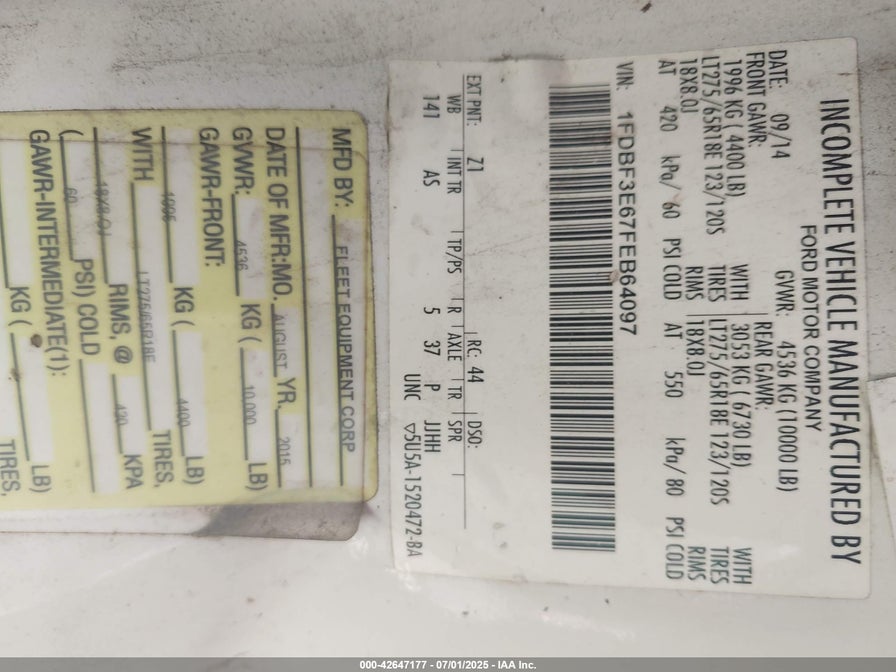 INCOMPLETE VEHICLE MANUFACTURED BY
FORD MOTOR COMPANY
DATE: 09/14 GVWR: 4536 KG (10000 LB)
FRONT GAWR: REAR GAWR:
1996 KG (4400 LB) WITH 3053 KG (6730 LB) WITH
LT275/65R18E 123/120S TIRES LT275/65R18E 123/120S TIRES
18X8.0J RIMS 18X8.0J RIMS
AT 420 kPa/ 60 PSI COLD AT 550 kPa/ 80 PSI COLD
VIN: 1FDBF3E67FEB64097
EXT PNT: Z1 RC: 44 DSO:
WB INT TR TP/PS R AXLE TR SPR
141 AS 5 37 P JJHH
UNC ▽5U5A-1520472-BA
MFD BY: FLEET EQUIPMENT CORP
DATE OF MFR:MO. AUGUST YR. 2015
GVWR: 4536 KG ( 10,000 LB)
GAWR-FRONT:
1996 KG ( 4400 LB)
WITH LT275/65R18E TIRES,
18X8.0J RIMS, @ 420 KPA
( 60 PSI) COLD
GAWR-INTERMEDIATE(1):
KG ( LB)
TIRES,
000-42647177 - 07/01/2025 - IAA Inc.